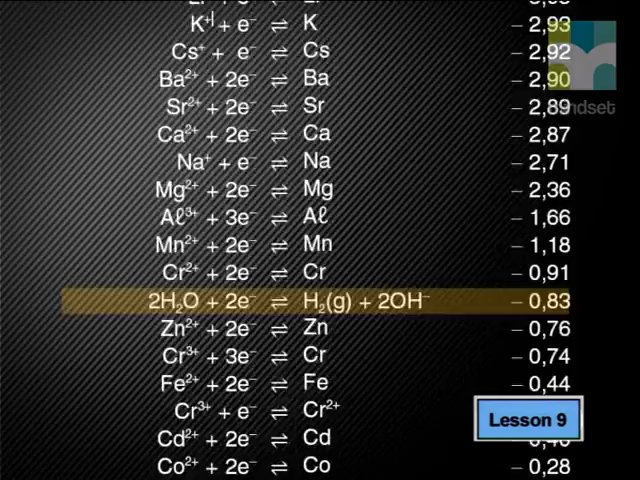 K⁺ + e⁻ ⇌ K − 2,93
Cs⁺ + e⁻ ⇌ Cs − 2,92
Ba²⁺ + 2e⁻ ⇌ Ba − 2,90
Sr²⁺ + 2e⁻ ⇌ Sr − 2,89
mindset
Ca²⁺ + 2e⁻ ⇌ Ca − 2,87
Na⁺ + e⁻ ⇌ Na − 2,71
Mg²⁺ + 2e⁻ ⇌ Mg − 2,36
Aℓ³⁺ + 3e⁻ ⇌ Aℓ − 1,66
Mn²⁺ + 2e⁻ ⇌ Mn − 1,18
Cr²⁺ + 2e⁻ ⇌ Cr − 0,91
2H₂O + 2e⁻ ⇌ H₂(g) + 2OH⁻ − 0,83
Zn²⁺ + 2e⁻ ⇌ Zn − 0,76
Cr³⁺ + 3e⁻ ⇌ Cr − 0,74
Fe²⁺ + 2e⁻ ⇌ Fe − 0,44
Cr³⁺ + e⁻ ⇌ Cr²⁺
Lesson 9
Cd²⁺ + 2e⁻ ⇌ Cd
Co²⁺ + 2e⁻ ⇌ Co − 0,28